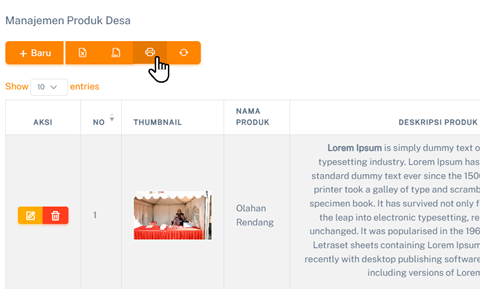 Manajemen Produk Desa
+ Baru
Show 10 entries
AKSI
NO
THUMBNAIL
NAMA
PRODUK
DESKRIPSI PRODUK
1
Olahan
Rendang
Lorem Ipsum is simply dummy text o
typesetting industry. Lorem Ipsum has
standard dummy text ever since the 150
printer took a galley of type and scramb
specimen book. It has survived not only f
the leap into electronic typesetting, re
unchanged. It was popularised in the 196
Letraset sheets containing Lorem Ipsum
recently with desktop publishing software
including versions of Lorem